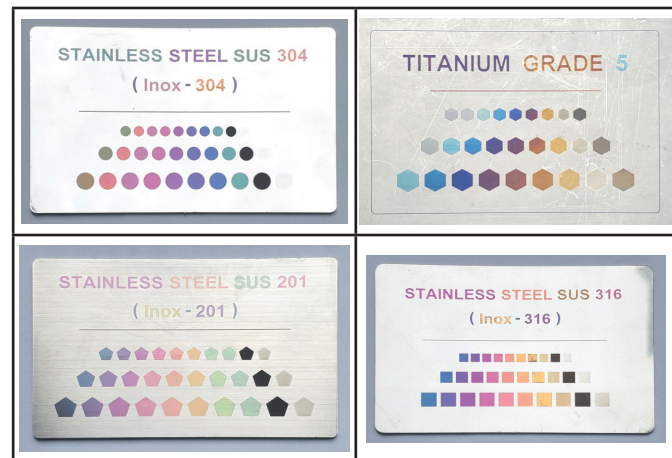 STAINLESS STEEL SUS 304
( Inox - 304 )
TITANIUM GRADE 5
STAINLESS STEEL SUS 201
( Inox - 201 )
STAINLESS STEEL SUS 316
( Inox - 316 )